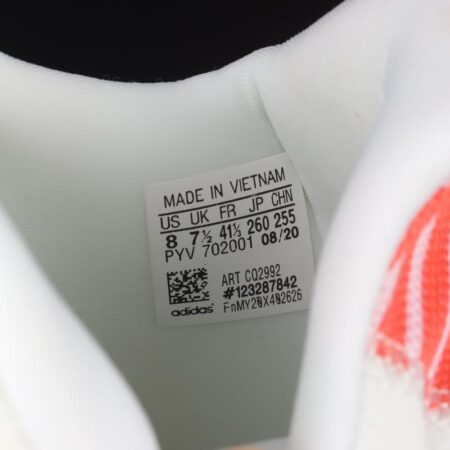 MADE IN VIETNAM
US UK FR JP CHN
8 7½ 41⅓ 260 255
PYV 702001 08/20
ART CQ2992
#123287842
adidas